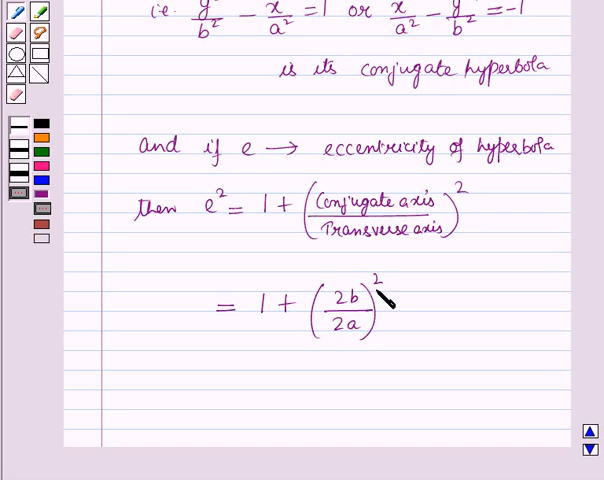 i.e. y²/b² - x²/a² = 1 or x²/a² - y²/b² = -1
is its conjugate hyperbola
And if e → eccentricity of hyperbola
then e² = 1 + (Conjugate axis/Transverse axis)²
= 1 + (2b/2a)²